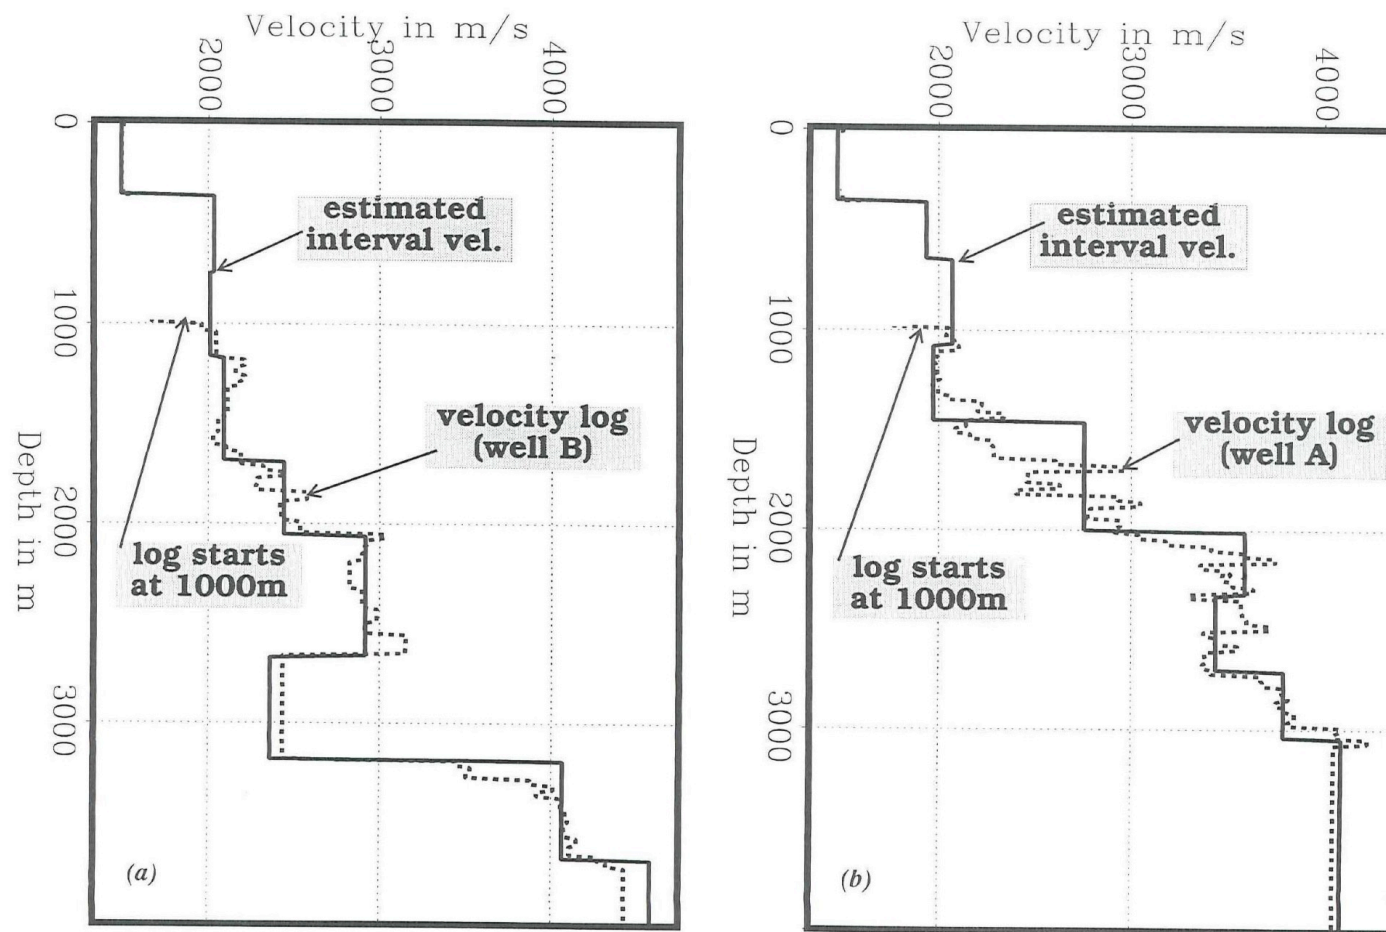 Velocity in m/s
2000
3000
4000
0
1000
2000
3000
Depth in m
estimated
interval vel.
velocity log
(well B)
log starts
at 1000m
(a)
Velocity in m/s
2000
3000
4000
0
1000
2000
3000
Depth in m
estimated
interval vel.
velocity log
(well A)
log starts
at 1000m
(b)